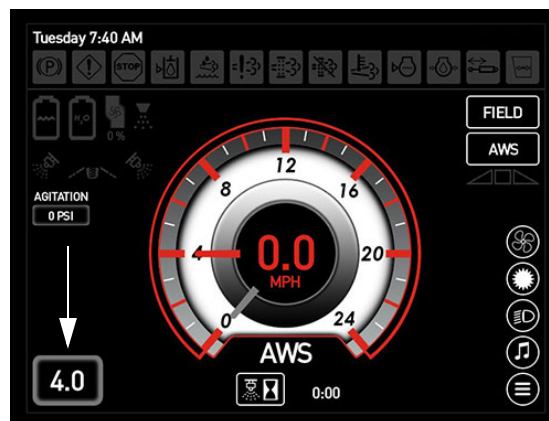 Tuesday 7:40 AM
(P)
STOP
H₂O
0 %
FIELD
AWS
AGITATION
0 PSI
0
4
8
12
16
20
24
0.0
MPH
AWS
4.0
0:00